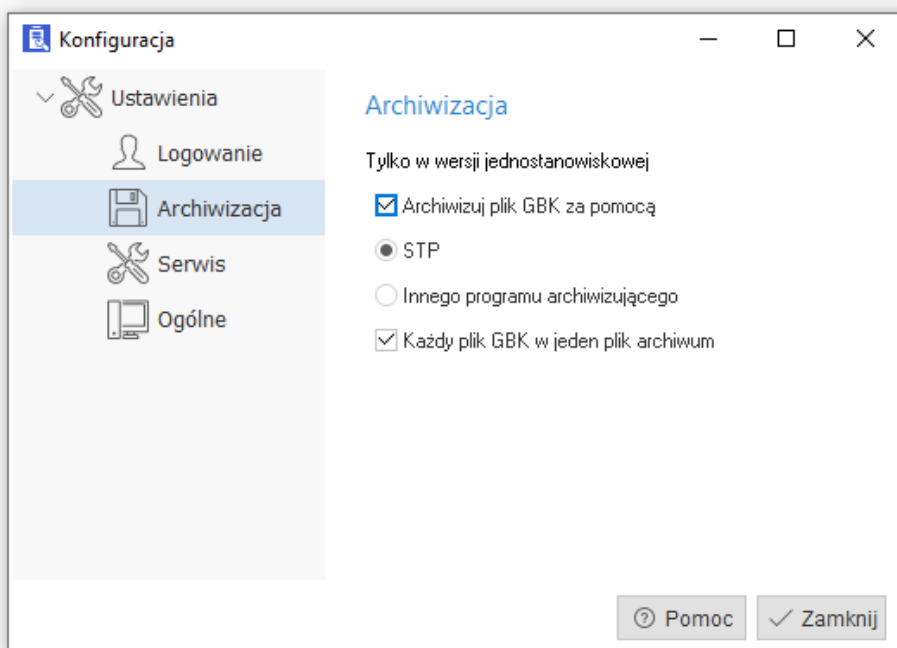 Konfiguracja
Ustawienia
Logowanie
Archiwizacja
Serwis
Ogólne
Archiwizacja
Tylko w wersji jednostanowiskowej
Archiwizuj plik GBK za pomocą
STP
Innego programu archiwizującego
Każdy plik GBK w jeden plik archiwum
Pomoc
Zamknij